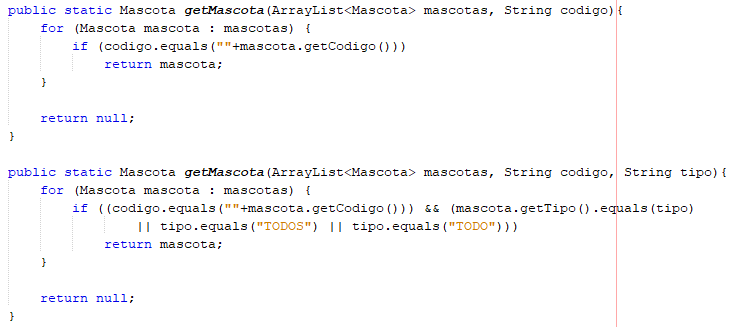 public static Mascota getMascota(ArrayList<Mascota> mascotas, String codigo){
    for (Mascota mascota : mascotas) {
        if (codigo.equals(""+mascota.getCodigo()))
            return mascota;
    }

    return null;
}

public static Mascota getMascota(ArrayList<Mascota> mascotas, String codigo, String tipo){
    for (Mascota mascota : mascotas) {
        if ((codigo.equals(""+mascota.getCodigo())) && (mascota.getTipo().equals(tipo)
                || tipo.equals("TODOS") || tipo.equals("TODO")))
            return mascota;
    }

    return null;
}